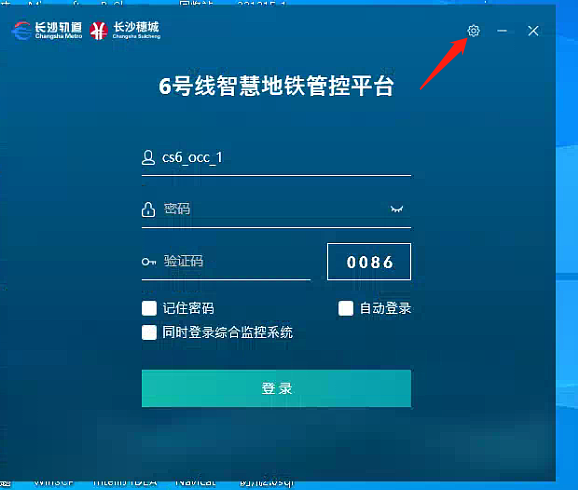 长沙轨道 长沙穗城
Changsha Metro Changsha Suicheng
6号线智慧地铁管控平台
cs6_occ_1
密码
验证码 0086
记住密码 自动登录
同时登录综合监控系统
登录
WinSCP IntelliJ IDEA Navicat